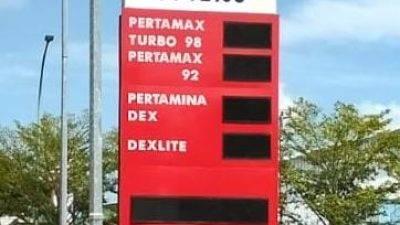 PERTAMAX
TURBO 98
PERTAMAX
92
PERTAMINA
DEX
DEXLITE